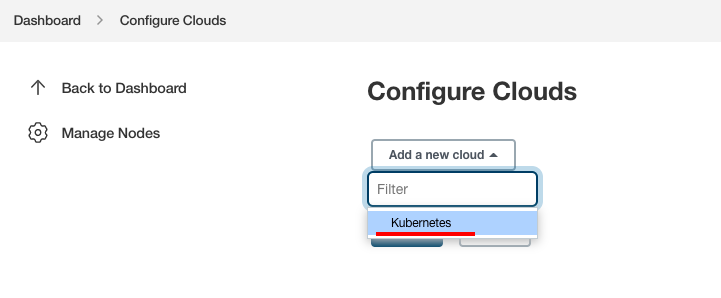 Dashboard > Configure Clouds
Back to Dashboard
Manage Nodes
Configure Clouds
Add a new cloud
Filter
Kubernetes